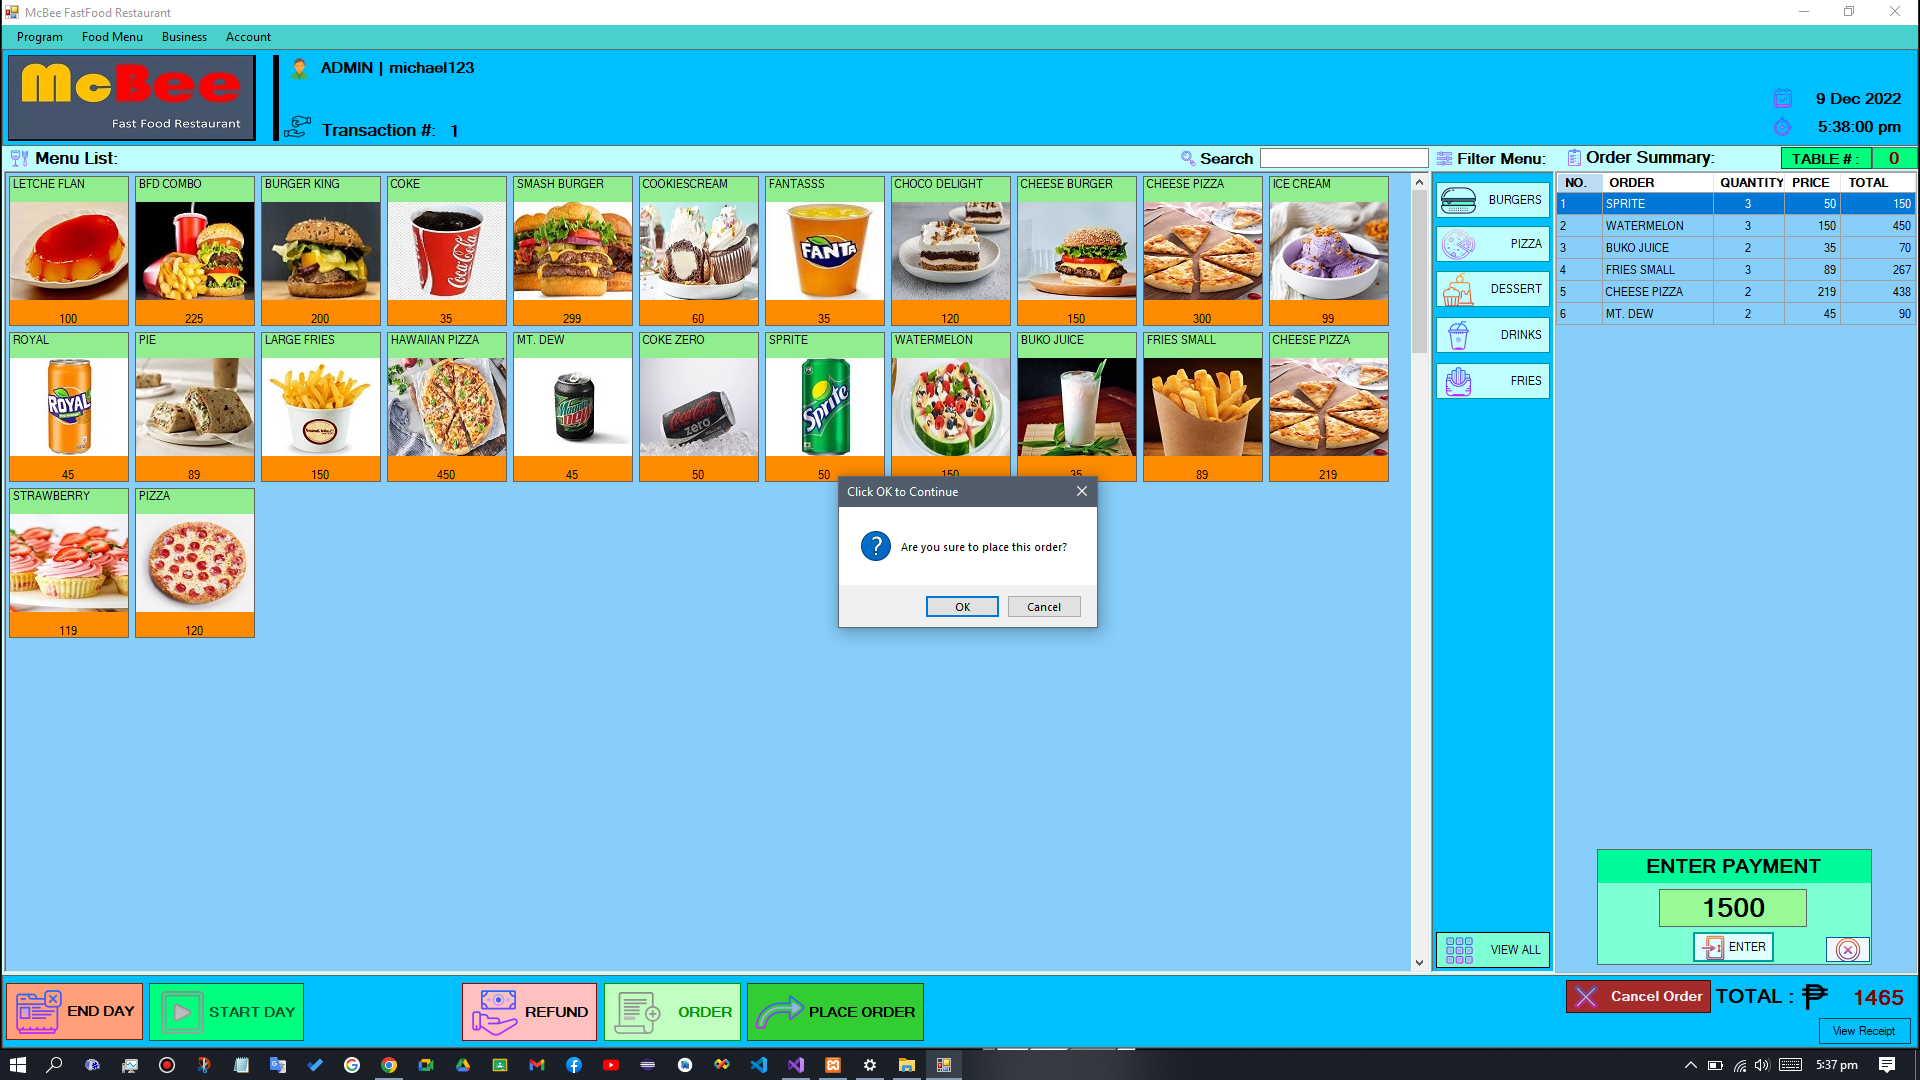 McBee FastFood Restaurant
Program Food Menu Business Account
McBee
Fast Food Restaurant
ADMIN | michael123
Transaction #: 1
9 Dec 2022
5:38:00 pm
Menu List:
Search
Filter Menu:
Order Summary:
TABLE # : 0
LETCHE FLAN BFD COMBO BURGER KING COKE SMASH BURGER COOKIESCREAM FANTASSS CHOCO DELIGHT CHEESE BURGER CHEESE PIZZA ICE CREAM
Coca-Cola
FANTA
100 225 200 35 299 60 35 120 150 300 99
ROYAL PIE LARGE FRIES HAWAIIAN PIZZA MT. DEW COKE ZERO SPRITE WATERMELON BUKO JUICE FRIES SMALL CHEESE PIZZA
ROYAL
zero
Sprite
45 89 150 450 45 50 50 150 35 89 219
STRAWBERRY PIZZA
119 120
BURGERS
PIZZA
DESSERT
DRINKS
FRIES
VIEW ALL
NO. ORDER QUANTITY PRICE TOTAL
1 SPRITE 3 50 150
2 WATERMELON 3 150 450
3 BUKO JUICE 2 35 70
4 FRIES SMALL 3 89 267
5 CHEESE PIZZA 2 219 438
6 MT. DEW 2 45 90
Click OK to Continue
Are you sure to place this order?
OK Cancel
ENTER PAYMENT
1500
ENTER
END DAY START DAY REFUND ORDER PLACE ORDER
Cancel Order TOTAL : ₱ 1465
View Receipt
5:37 pm